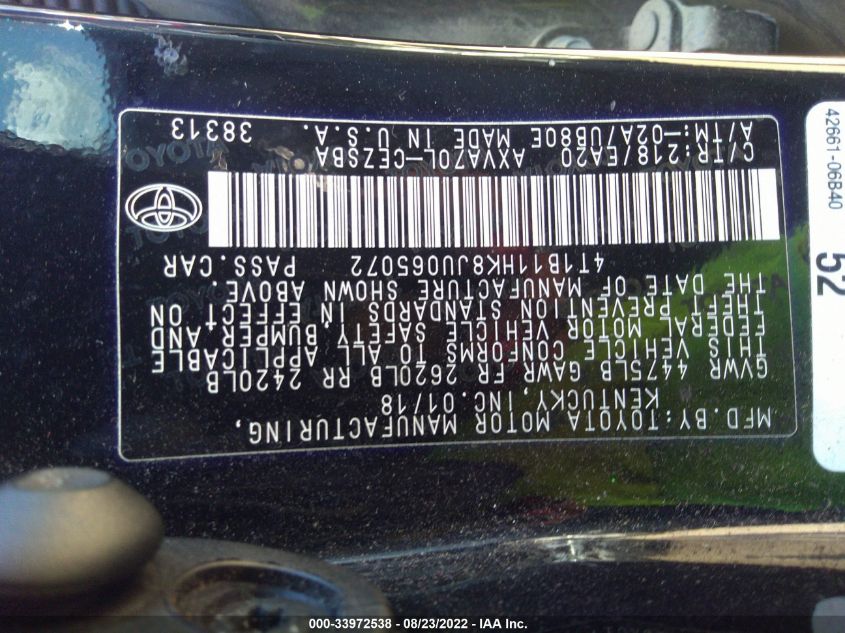 MFD. BY: TOYOTA MOTOR MANUFACTURING,
KENTUCKY, INC. 01/18
GVWR 4475LB GAWR FR 2620LB RR 2420LB
THIS VEHICLE CONFORMS TO ALL APPLICABLE
FEDERAL MOTOR VEHICLE SAFETY, BUMPER, AND
THEFT PREVENTION STANDARDS IN EFFECT ON
THE DATE OF MANUFACTURE SHOWN ABOVE.
4T1B11HK8JU065072 PASS.CAR
C/TR:218/EA20 AXVA70L-CEZSBA
A/TM:-02A/UB80E MADE IN U.S.A. 38313
42661-06B40
52
000-33972538 - 08/23/2022 - IAA Inc.